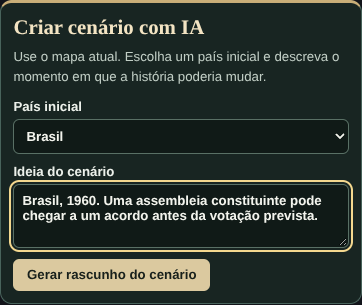 Criar cenário com IA
Use o mapa atual. Escolha um país inicial e descreva o
momento em que a história poderia mudar.
País inicial
Brasil
Ideia do cenário
Brasil, 1960. Uma assembleia constituinte pode
chegar a um acordo antes da votação prevista.
Gerar rascunho do cenário